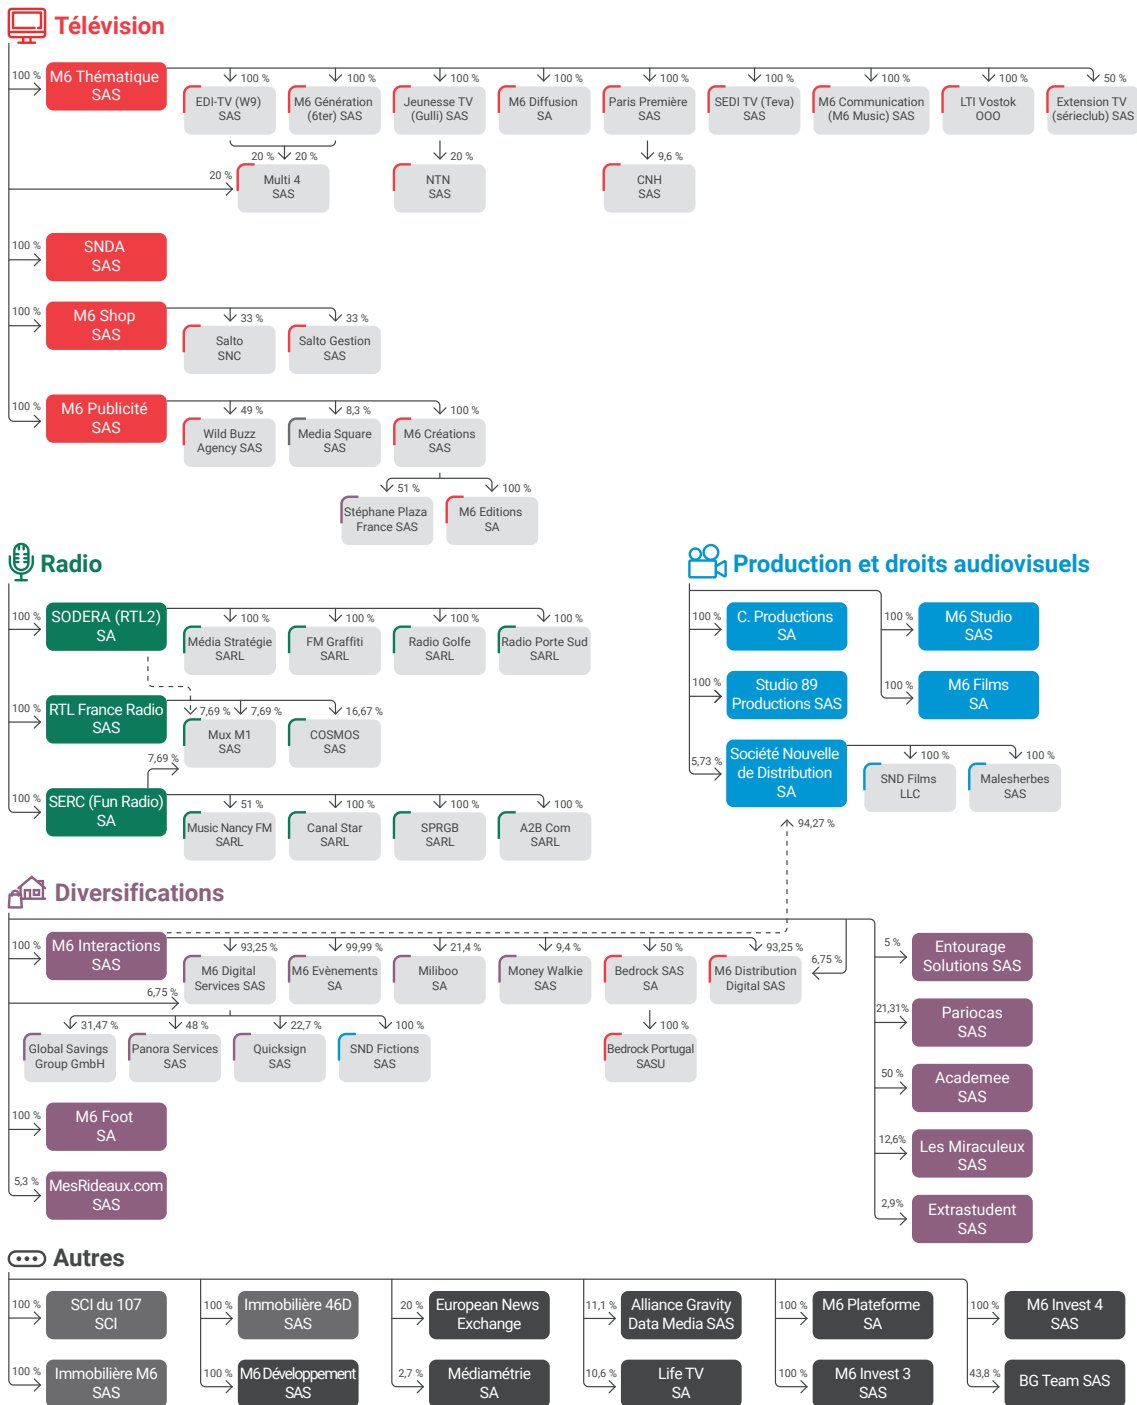 Télévision
100 %
M6 Thématique
SAS
100 %
EDI-TV (W9)
SAS
100 %
M6 Génération
(6ter) SAS
100 %
Jeunesse TV
(Gulli) SAS
100 %
M6 Diffusion
SA
100 %
Paris Première
SAS
100 %
SEDI TV (Teva)
SAS
100 %
M6 Communication
(M6 Music) SAS
100 %
LTI Vostok
OOO
50 %
Extension TV
(sérieclub) SAS
20 %
20 %
20 %
Multi 4
SAS
20 %
NTN
SAS
9,6 %
CNH
SAS
100 %
SNDA
SAS
100 %
M6 Shop
SAS
33 %
Salto
SNC
33 %
Salto Gestion
SAS
100 %
M6 Publicité
SAS
49 %
Wild Buzz
Agency SAS
8,3 %
Media Square
SAS
100 %
M6 Créations
SAS
51 %
Stéphane Plaza
France SAS
100 %
M6 Editions
SA
Radio
100 %
SODERA (RTL2)
SA
100 %
Média Stratégie
SARL
100 %
FM Graffiti
SARL
100 %
Radio Golfe
SARL
100 %
Radio Porte Sud
SARL
100 %
RTL France Radio
SAS
7,69 %
7,69 %
Mux M1
SAS
16,67 %
COSMOS
SAS
7,69 %
100 %
SERC (Fun Radio)
SA
51 %
Music Nancy FM
SARL
100 %
Canal Star
SARL
100 %
SPRGB
SARL
100 %
A2B Com
SARL
Production et droits audiovisuels
100 %
C. Productions
SA
100 %
M6 Studio
SAS
100 %
Studio 89
Productions SAS
100 %
M6 Films
SA
5,73 %
Société Nouvelle
de Distribution
SA
100 %
SND Films
LLC
100 %
Malesherbes
SAS
94,27 %
Diversifications
100 %
M6 Interactions
SAS
93,25 %
M6 Digital
Services SAS
99,99 %
M6 Evènements
SA
21,4 %
Miliboo
SA
9,4 %
Money Walkie
SAS
50 %
Bedrock SAS
SA
93,25 %
M6 Distribution
Digital SAS
6,75 %
6,75 %
31,47 %
Global Savings
Group GmbH
48 %
Panora Services
SAS
22,7 %
Quicksign
SAS
100 %
SND Fictions
SAS
100 %
Bedrock Portugal
SASU
100 %
M6 Foot
SA
5,3 %
MesRideaux.com
SAS
5 %
Entourage
Solutions SAS
21,31%
Pariocas
SAS
50 %
Academee
SAS
12,6%
Les Miraculeux
SAS
2,9%
Extrastudent
SAS
Autres
100 %
SCI du 107
SCI
100 %
Immobilière 46D
SAS
20 %
European News
Exchange
11,1 %
Alliance Gravity
Data Media SAS
100 %
M6 Plateforme
SA
100 %
M6 Invest 4
SAS
100 %
Immobilière M6
SAS
100 %
M6 Développement
SAS
2,7 %
Médiamétrie
SA
10,6 %
Life TV
SA
100 %
M6 Invest 3
SAS
43,8 %
BG Team SAS